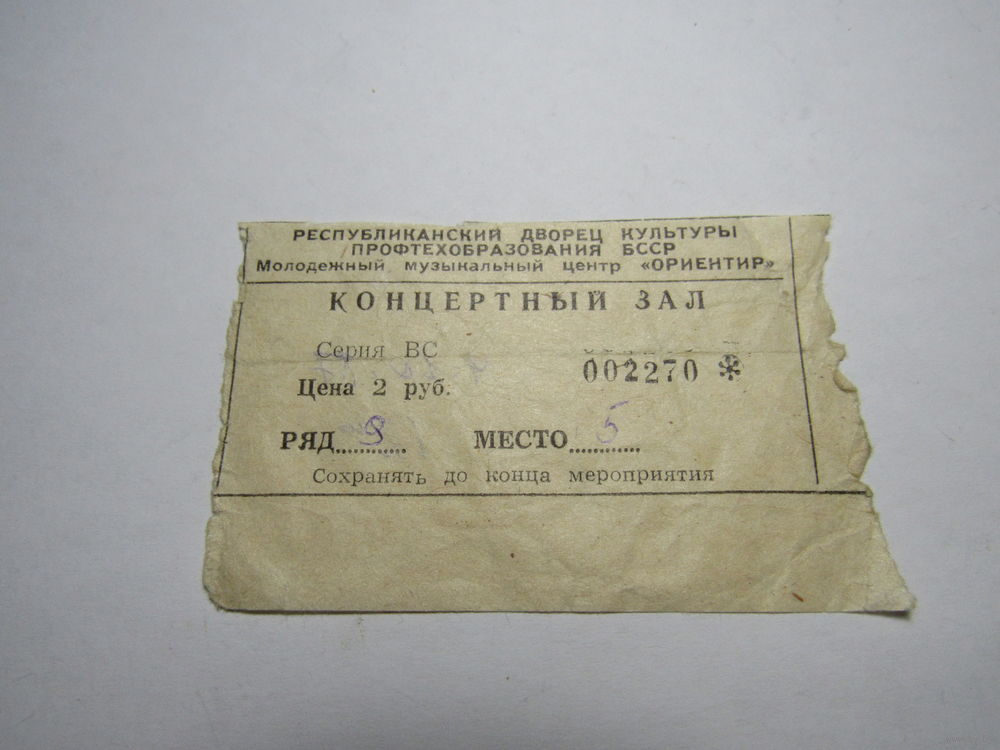 РЕСПУБЛИКАНСКИЙ ДВОРЕЦ КУЛЬТУРЫ
ПРОФТЕХОБРАЗОВАНИЯ БССР
Молодежный музыкальный центр «ОРИЕНТИР»
КОНЦЕРТНЫЙ ЗАЛ
Серия ВС
002270 *
Цена 2 руб.
РЯД 9 МЕСТО 5
Сохранять до конца мероприятия